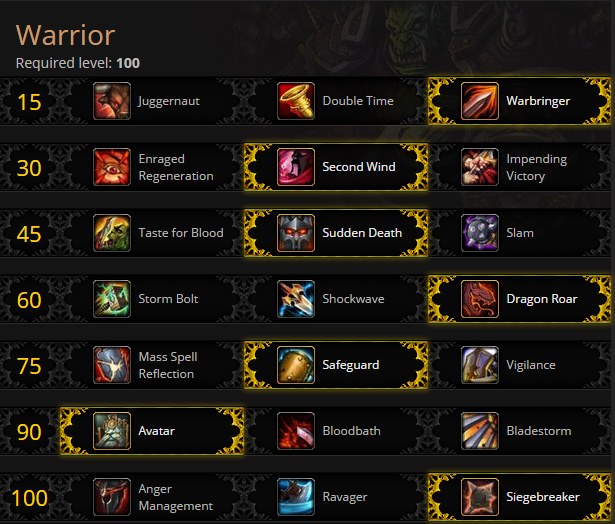 Warrior
Required level: 100
15 Juggernaut Double Time Warbringer
30 Enraged Regeneration Second Wind Impending Victory
45 Taste for Blood Sudden Death Slam
60 Storm Bolt Shockwave Dragon Roar
75 Mass Spell Reflection Safeguard Vigilance
90 Avatar Bloodbath Bladestorm
100 Anger Management Ravager Siegebreaker